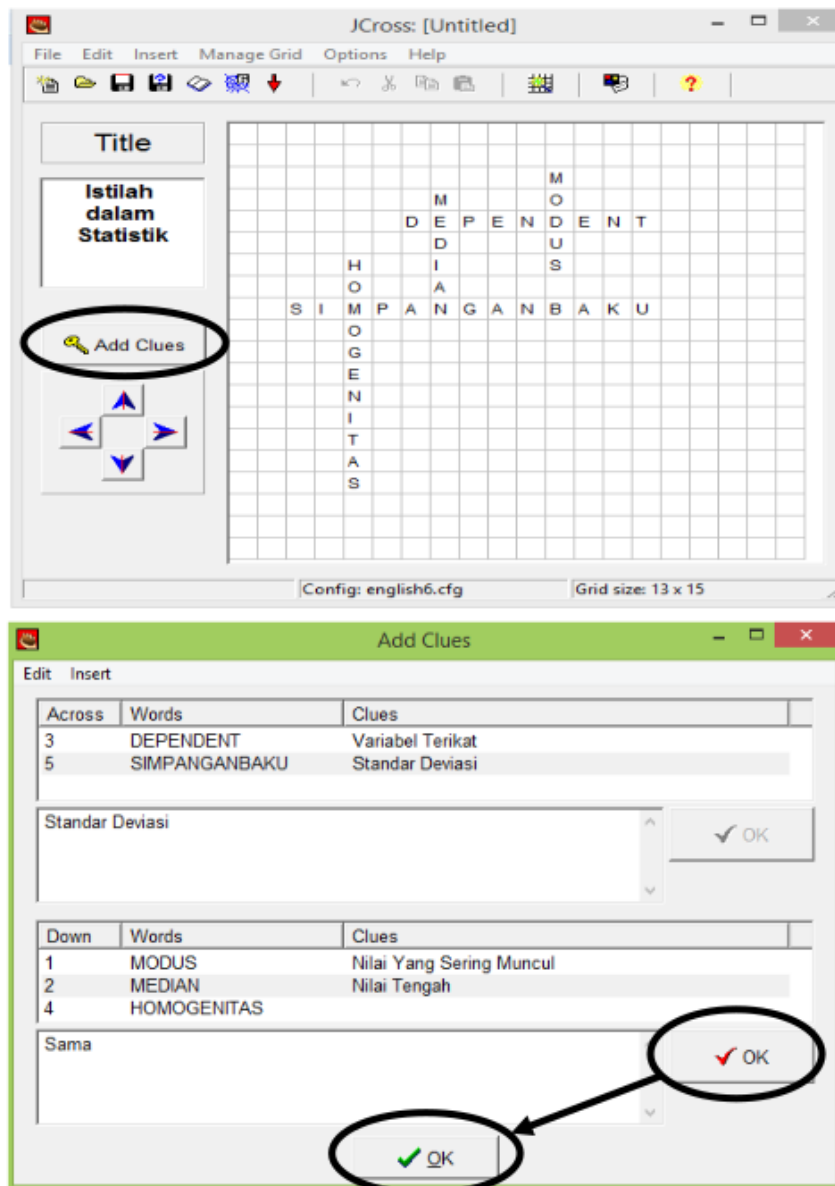 JCross: [Untitled]
File Edit Insert Manage Grid Options Help
?
Title
Istilah
dalam
Statistik
Add Clues
M
M O
D E P E N D E N T
D U
H I S
O A
S I M P A N G A N B A K U
O
G
E
N
I
T
A
S
Config: english6.cfg Grid size: 13 x 15
Add Clues
Edit Insert
Across Words Clues
3 DEPENDENT Variabel Terikat
5 SIMPANGANBAKU Standar Deviasi
Standar Deviasi
OK
Down Words Clues
1 MODUS Nilai Yang Sering Muncul
2 MEDIAN Nilai Tengah
4 HOMOGENITAS
Sama
OK
OK